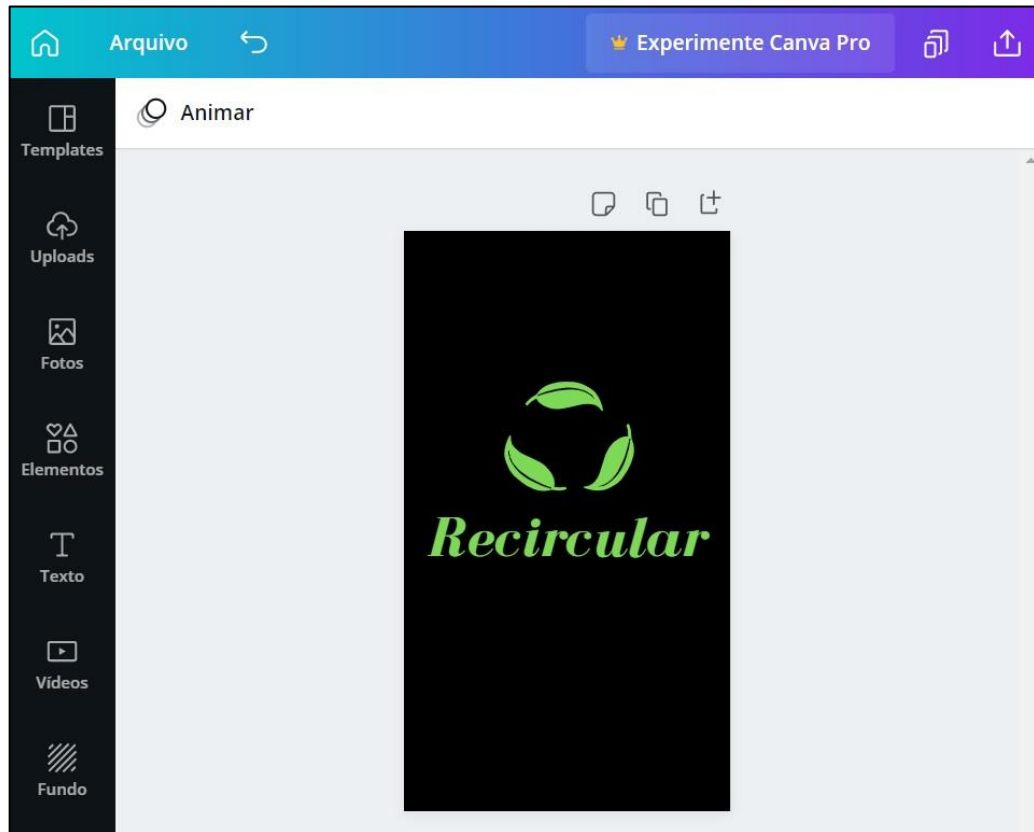 Arquivo
Experimente Canva Pro
Animar
Templates
Uploads
Fotos
Elementos
Texto
Vídeos
Fundo
Recircular